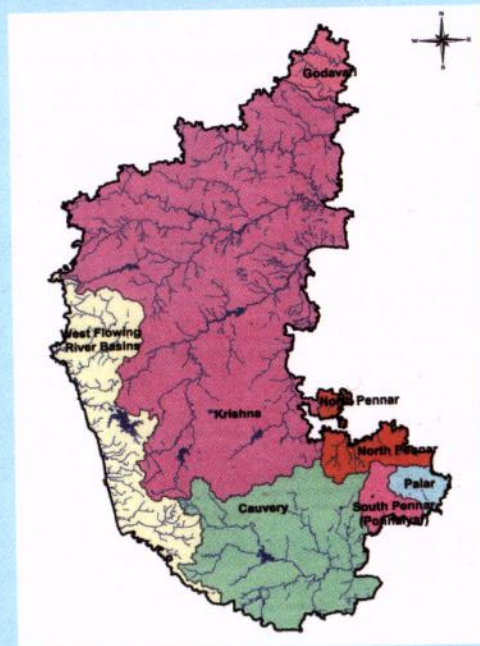 N
W E
S
Godavari
West Flowing
River Basins
Krishna
North Pennar
North Pennar
Palar
South Pennar
(Ponnaiyar)
Cauvery